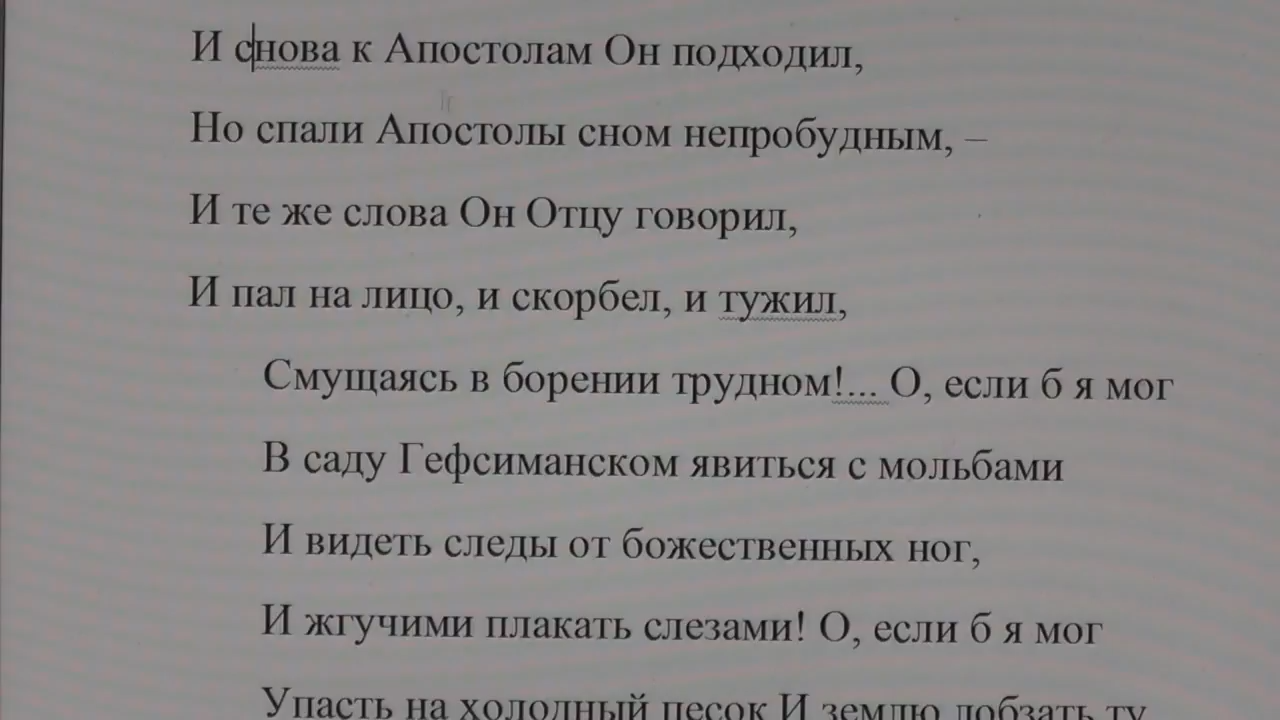 И снова к Апостолам Он подходил,
Но спали Апостолы сном непробудным, –
И те же слова Он Отцу говорил,
И пал на лицо, и скорбел, и тужил,
Смущаясь в борении трудном!... О, если б я мог
В саду Гефсиманском явиться с мольбами
И видеть следы от божественных ног,
И жгучими плакать слезами! О, если б я мог
Упасть на холодный песок И землю лобзать ту